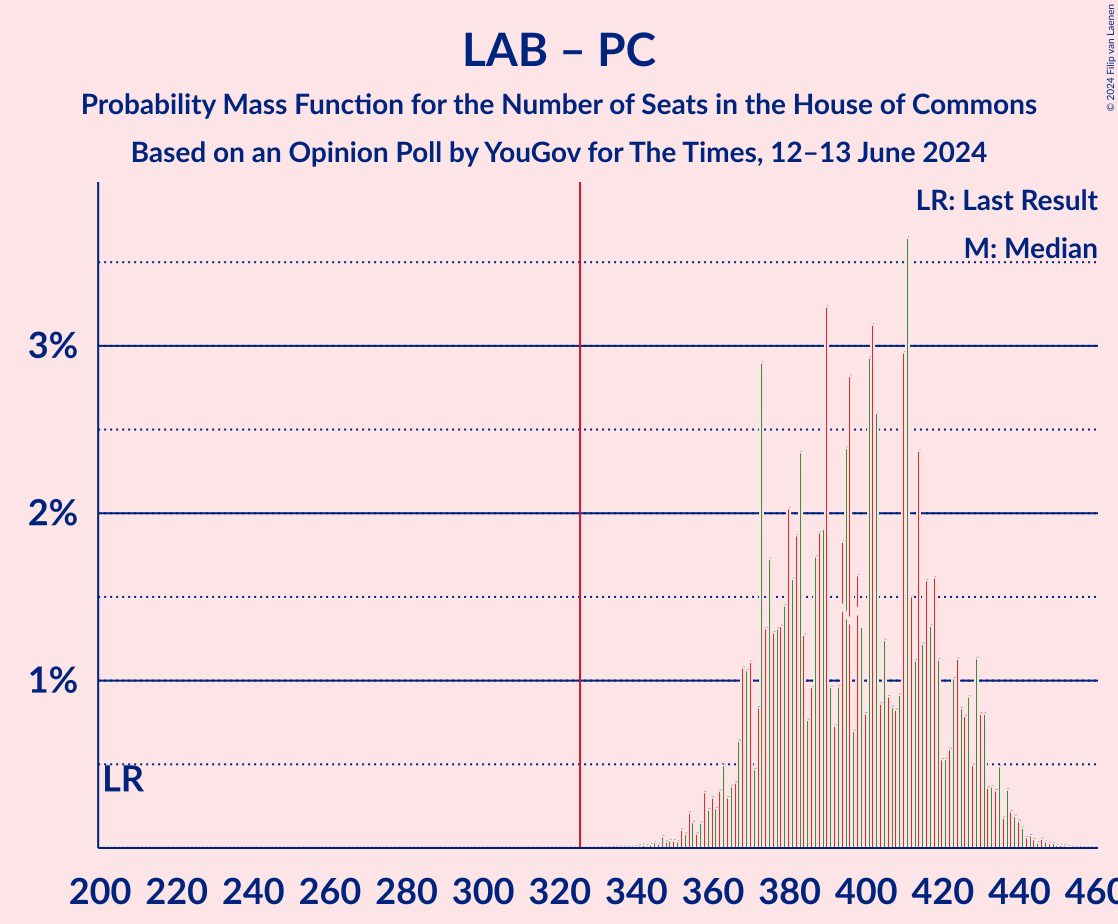 LAB – PC
Probability Mass Function for the Number of Seats in the House of Commons
Based on an Opinion Poll by YouGov for The Times, 12–13 June 2024
© 2024 Filip van Laenen
LR: Last Result
M: Median
3%
2%
1%
LR
200 220 240 260 280 300 320 340 360 380 400 420 440 460